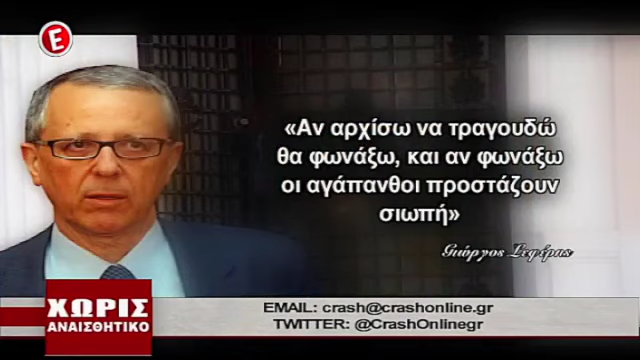 E
«Αν αρχίσω να τραγουδώ
θα φωνάξω, και αν φωνάξω
οι αγάπανθοι προστάζουν
σιωπή»
Γιώργος Σεφέρης
ΧΩΡΙΣ
ΑΝΑΙΣΘΗΤΙΚΟ
EMAIL: crash@crashonline.gr
TWITTER: @CrashOnlinegr